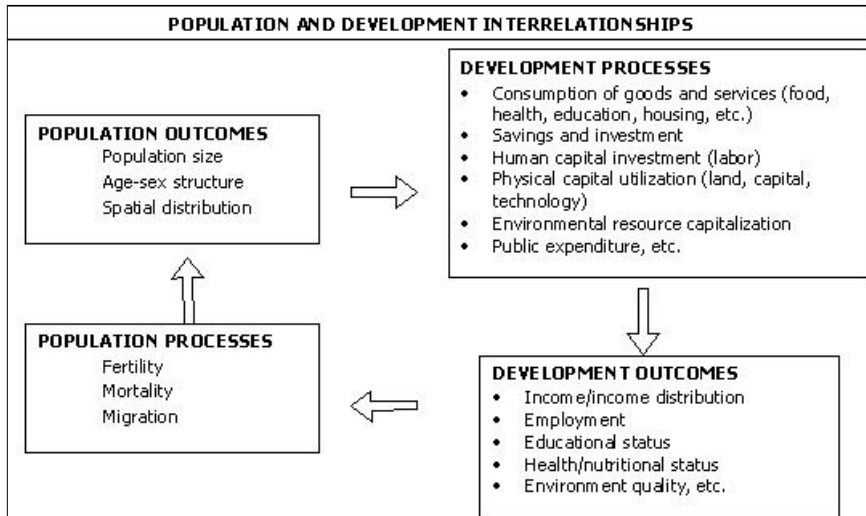 POPULATION AND DEVELOPMENT INTERRELATIONSHIPS
POPULATION OUTCOMES
Population size
Age-sex structure
Spatial distribution
DEVELOPMENT PROCESSES
• Consumption of goods and services (food,
health, education, housing, etc.)
• Savings and investment
• Human capital investment (labor)
• Physical capital utilization (land, capital,
technology)
• Environmental resource capitalization
• Public expenditure, etc.
POPULATION PROCESSES
Fertility
Mortality
Migration
DEVELOPMENT OUTCOMES
• Income/income distribution
• Employment
• Educational status
• Health/nutritional status
• Environment quality, etc.